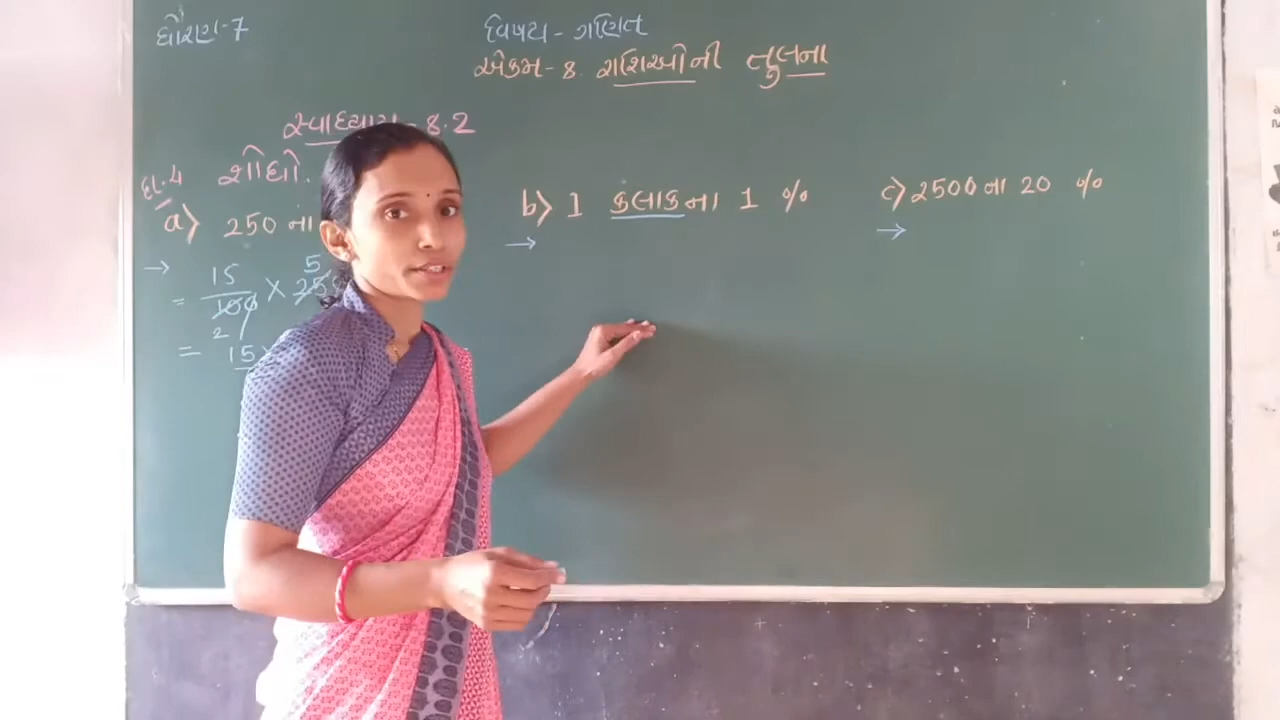 ધોરણ-7
વિષય - ગણિત
એકમ - 8. રાશિઓની તુલના
સ્વાધ્યાય - 8.2
દા.4 શોધો.
a) 250 ના
→
= 15/100 × 250 5
2
= 15
b) 1 કલાકના 1 %
→
c) 2500 ના 20 %
→